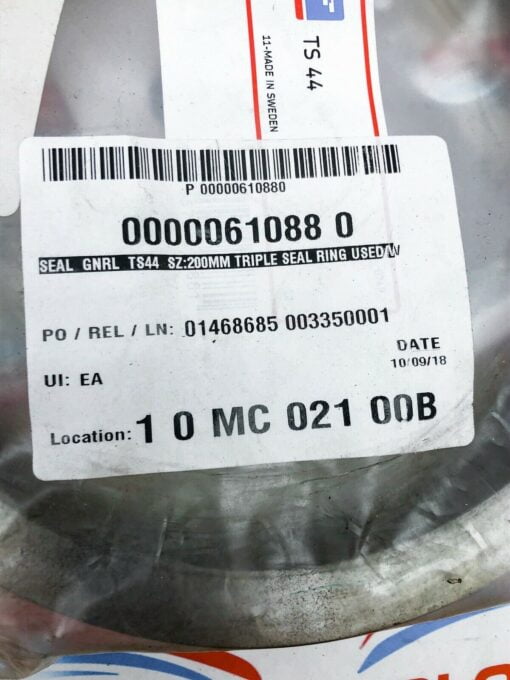 TS 44
11-MADE IN SWEDEN
P 00000610880
0000061088 0
SEAL GNRL TS44 SZ:200MM TRIPLE SEAL RING USED/W
PO / REL / LN: 01468685 003350001
DATE
10/09/18
UI: EA
Location: 1 0 MC 021 00B